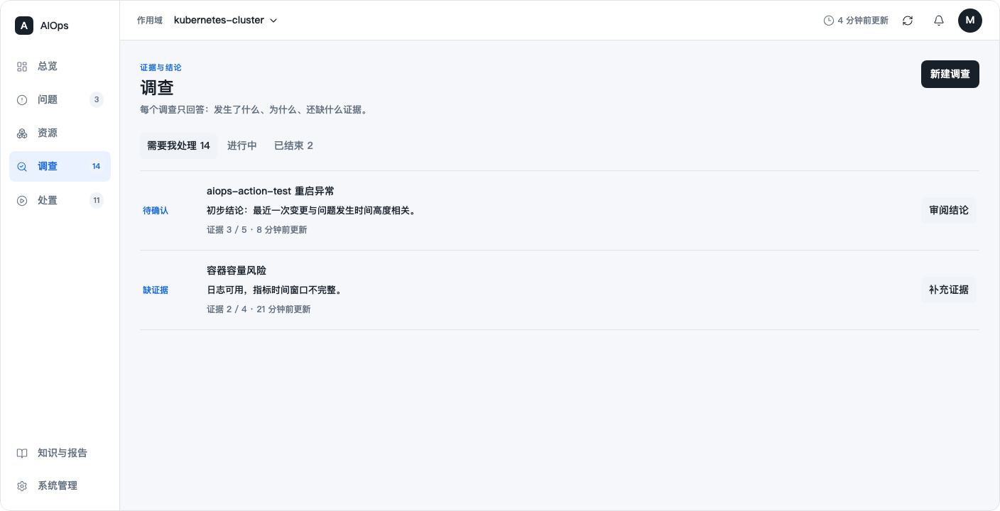 A AIOps
作用域 kubernetes-cluster
4 分钟前更新
M
总览
问题 3
资源
调查 14
处置 11
知识与报告
系统管理
证据与结论
调查
每个调查只回答：发生了什么、为什么、还缺什么证据。
新建调查
需要我处理 14 进行中 已结束 2
待确认
aiops-action-test 重启异常
初步结论：最近一次变更与问题发生时间高度相关。
证据 3 / 5 · 8 分钟前更新
审阅结论
缺证据
容器容量风险
日志可用，指标时间窗口不完整。
证据 2 / 4 · 21 分钟前更新
补充证据